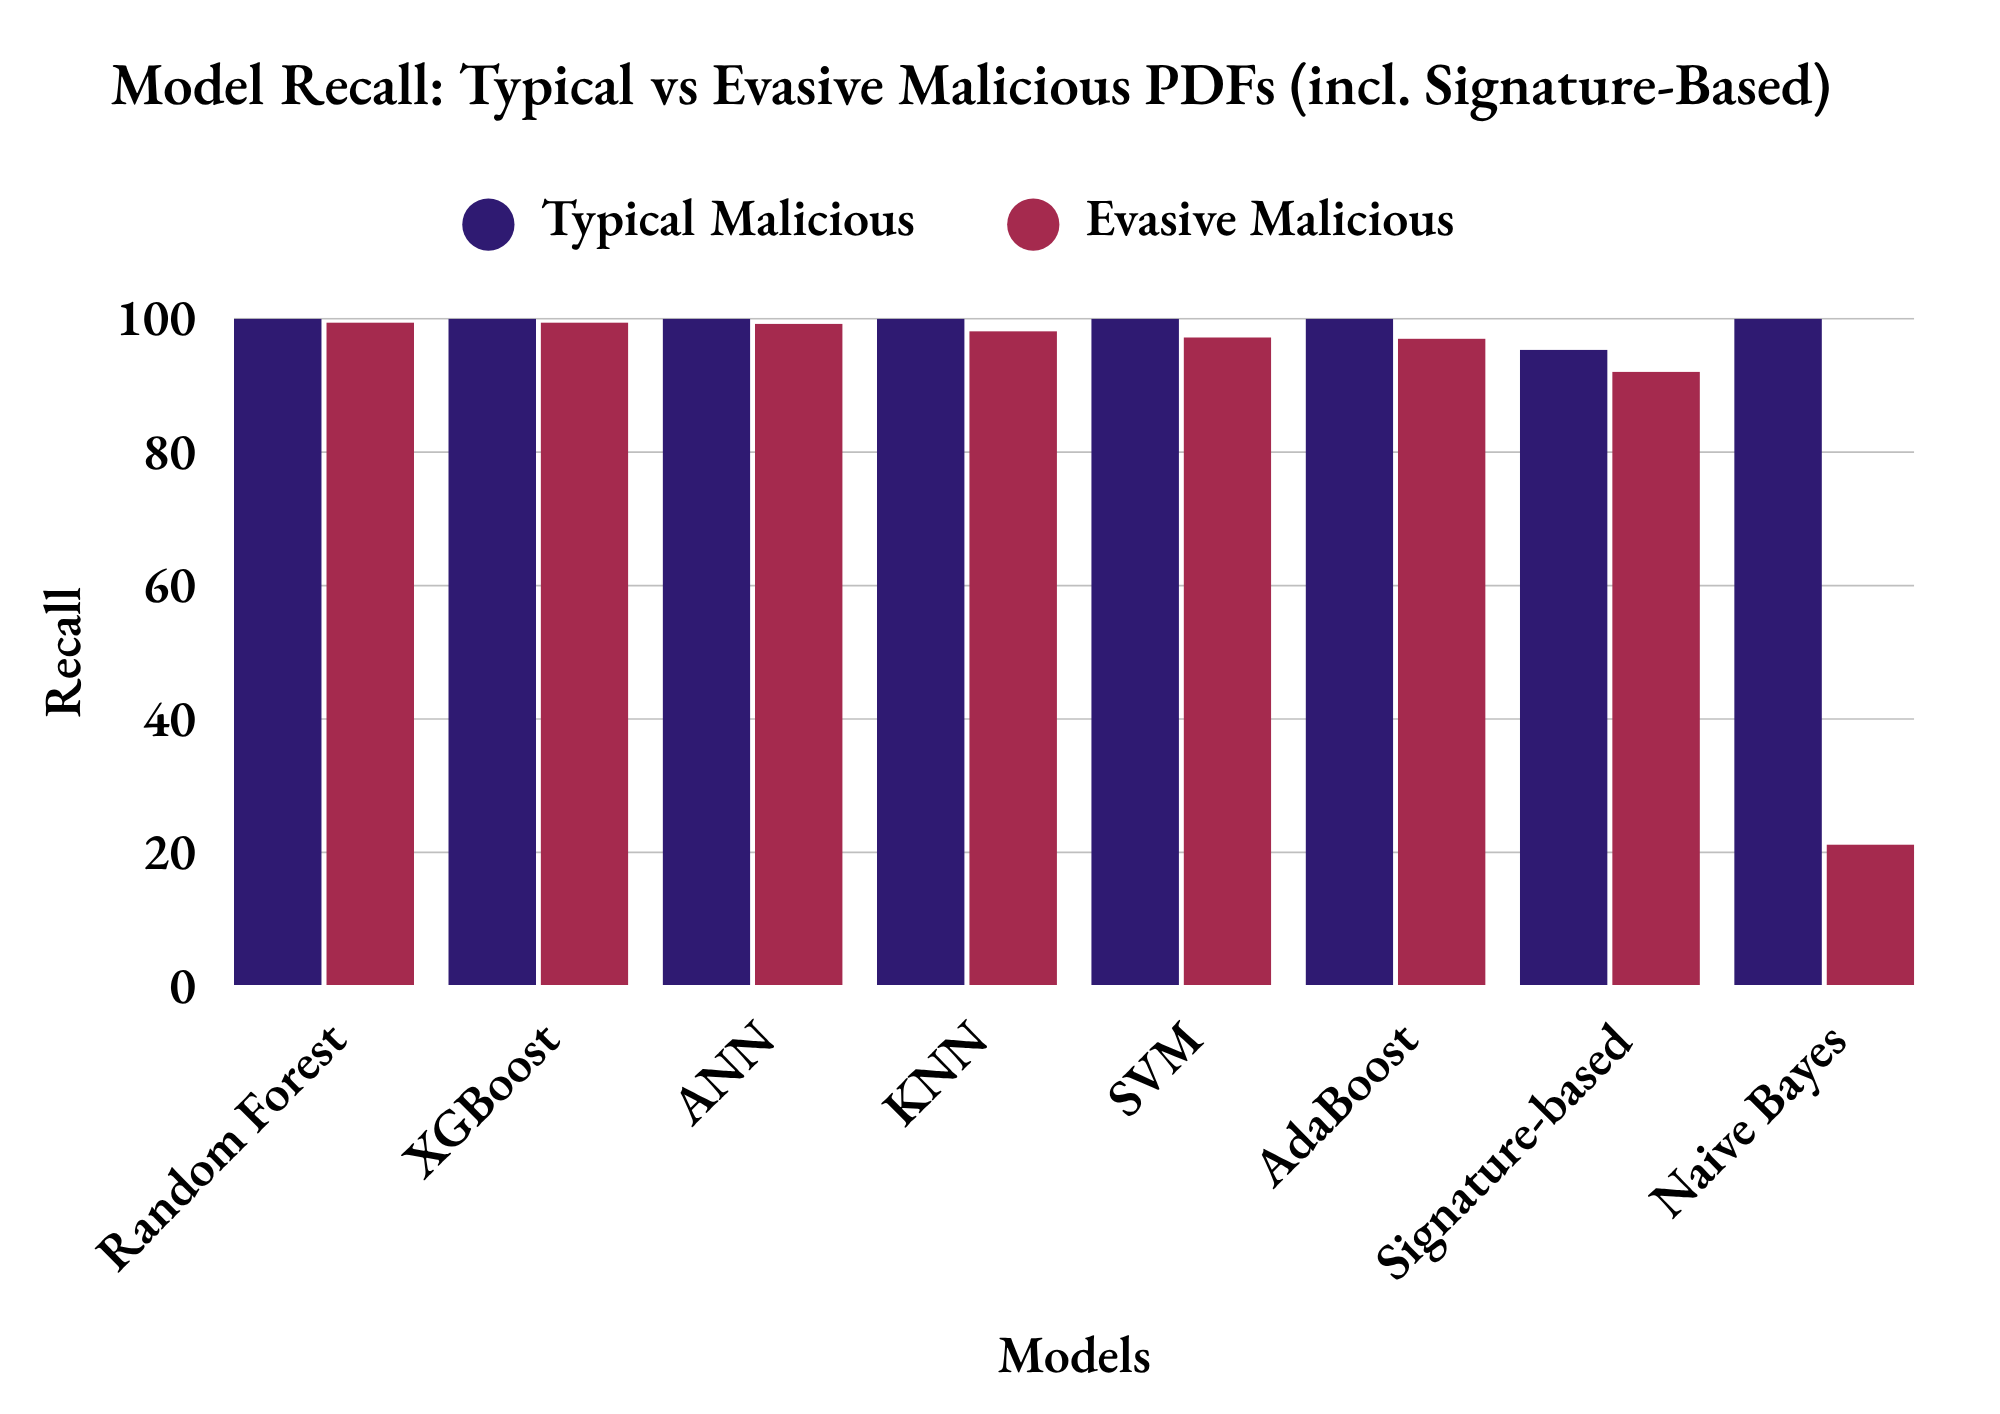 Model Recall: Typical vs Evasive Malicious PDFs (incl. Signature-Based)
Typical Malicious
Evasive Malicious
100
80
60
40
20
0
Recall
Random Forest
XGBoost
ANN
KNN
SVM
AdaBoost
Signature-based
Naive Bayes
Models